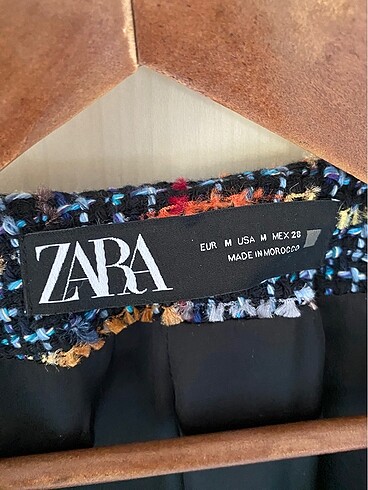 ZARA
EUR M USA M MEX 28
MADE IN MOROCCO